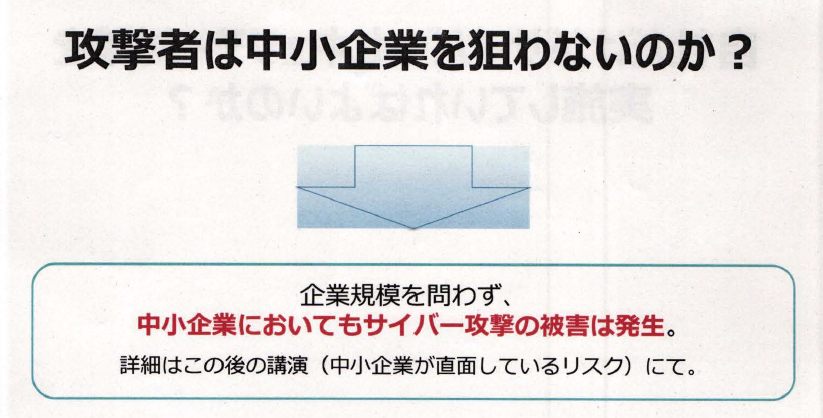 攻撃者は中小企業を狙わないのか？
企業規模を問わず、
中小企業においてもサイバー攻撃の被害は発生。
詳細はこの後の講演（中小企業が直面しているリスク）にて。